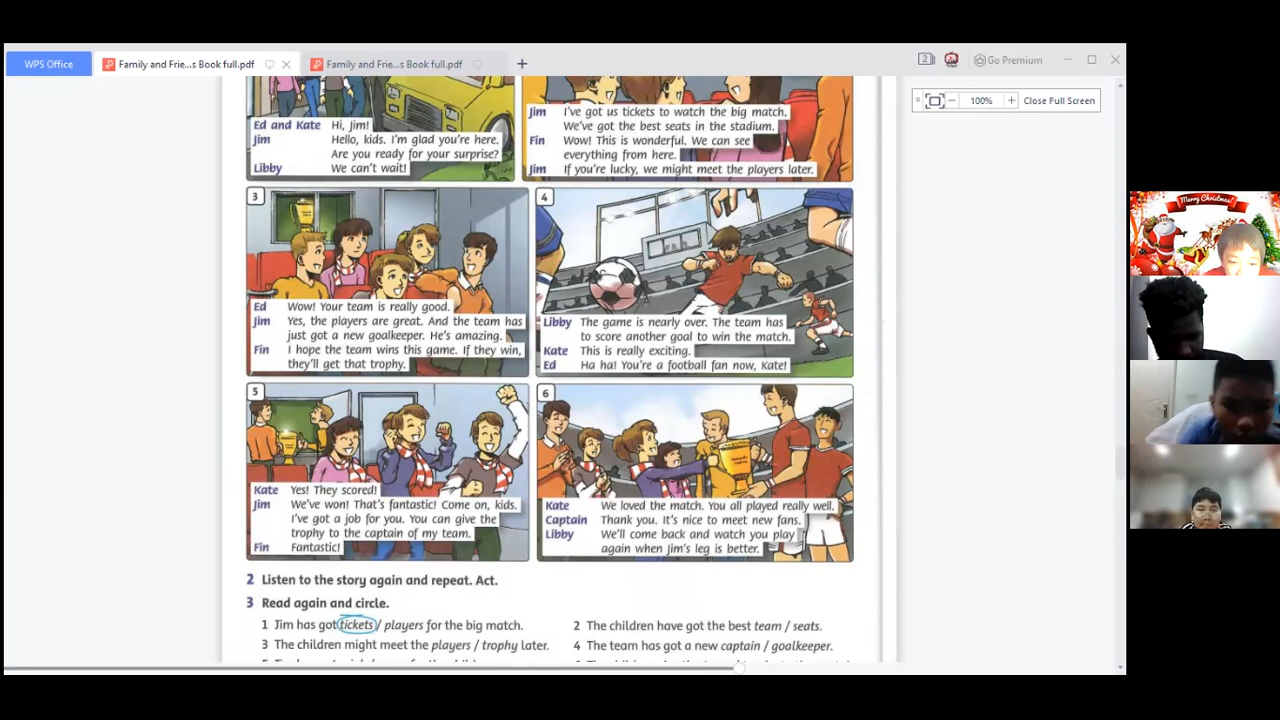 WPS Office
Family and Frie...s Book full.pdf
Family and Frie...s Book full.pdf
2
Go Premium
100%
Close Full Screen
Ed and Kate Hi, Jim!
Jim Hello, kids. I'm glad you're here.
Are you ready for your surprise?
Libby We can't wait!
Jim I've got us tickets to watch the big match.
We've got the best seats in the stadium.
Fin Wow! This is wonderful. We can see
everything from here.
Jim If you're lucky, we might meet the players later.
3
Ed Wow! Your team is really good.
Jim Yes, the players are great. And the team has
just got a new goalkeeper. He's amazing.
Fin I hope the team wins this game. If they win,
they'll get that trophy.
4
Libby The game is nearly over. The team has
to score another goal to win the match.
Kate This is really exciting.
Ed Ha ha! You're a football fan now, Kate!
5
Kate Yes! They scored!
Jim We've won! That's fantastic! Come on, kids.
I've got a job for you. You can give the
trophy to the captain of my team.
Fin Fantastic!
6
Kate We loved the match. You all played really well.
Captain Thank you. It's nice to meet new fans.
Libby We'll come back and watch you play
again when Jim's leg is better.
2 Listen to the story again and repeat. Act.
3 Read again and circle.
1 Jim has got tickets / players for the big match.
2 The children have got the best team / seats.
3 The children might meet the players / trophy later.
4 The team has got a new captain / goalkeeper.
Merry Christmas!